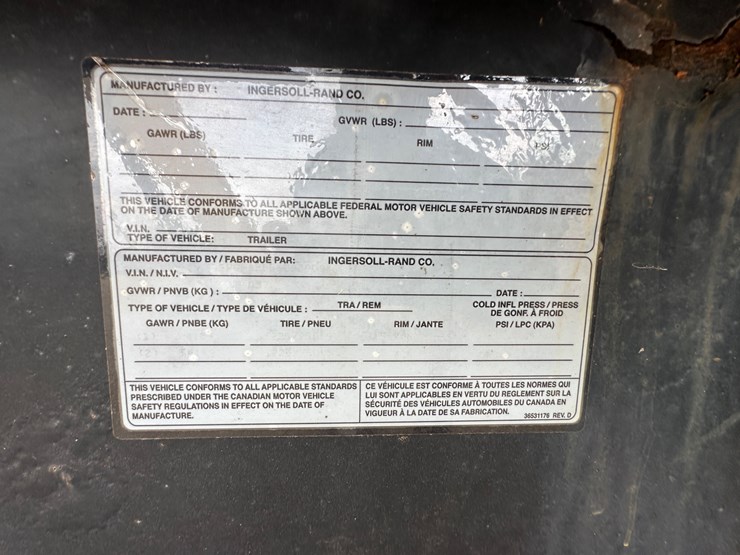 MANUFACTURED BY : INGERSOLL-RAND CO.
DATE :
GVWR (LBS) :
GAWR (LBS) TIRE RIM PSI
THIS VEHICLE CONFORMS TO ALL APPLICABLE FEDERAL MOTOR VEHICLE SAFETY STANDARDS IN EFFECT
ON THE DATE OF MANUFACTURE SHOWN ABOVE.
V.I.N.
TYPE OF VEHICLE: TRAILER
MANUFACTURED BY / FABRIQUÉ PAR: INGERSOLL-RAND CO.
V.I.N. / N.I.V.
GVWR / PNVB (KG) : DATE :
TYPE OF VEHICLE / TYPE DE VÉHICULE : TRA / REM
COLD INFL PRESS / PRESS
DE GONF. À FROID
GAWR / PNBE (KG) TIRE / PNEU RIM / JANTE PSI / LPC (KPA)
THIS VEHICLE CONFORMS TO ALL APPLICABLE STANDARDS
PRESCRIBED UNDER THE CANADIAN MOTOR VEHICLE
SAFETY REGULATIONS IN EFFECT ON THE DATE OF
MANUFACTURE.
CE VÉHICULE EST CONFORME À TOUTES LES NORMES QUI
LUI SONT APPLICABLES EN VERTU DU REGLEMENT SUR LA
SÉCURITÉ DES VÉHICULES AUTOMOBILES DU CANADA EN
VIGUEUR À LA DATE DE SA FABRICATION.
36531176 REV. D